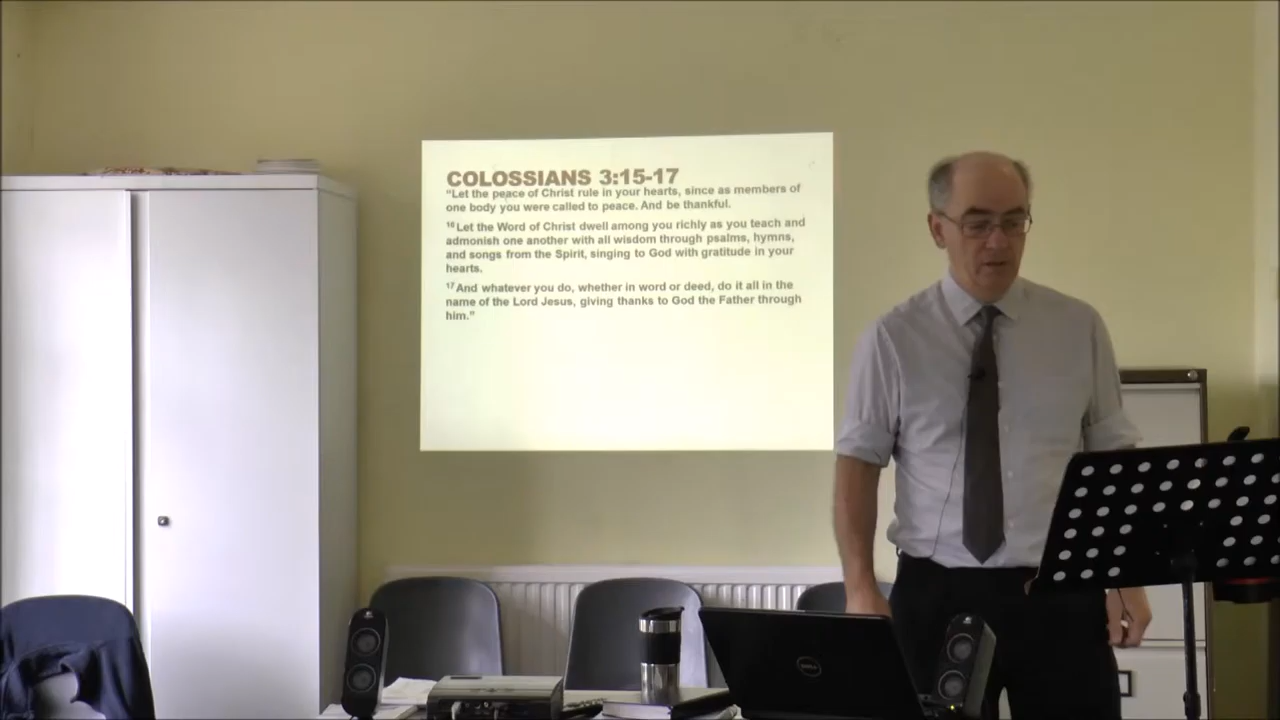 COLOSSIANS 3:15-17
"Let the peace of Christ rule in your hearts, since as members of
one body you were called to peace. And be thankful.
16 Let the Word of Christ dwell among you richly as you teach and
admonish one another with all wisdom through psalms, hymns,
and songs from the Spirit, singing to God with gratitude in your
hearts.
17 And whatever you do, whether in word or deed, do it all in the
name of the Lord Jesus, giving thanks to God the Father through
him."
DELL